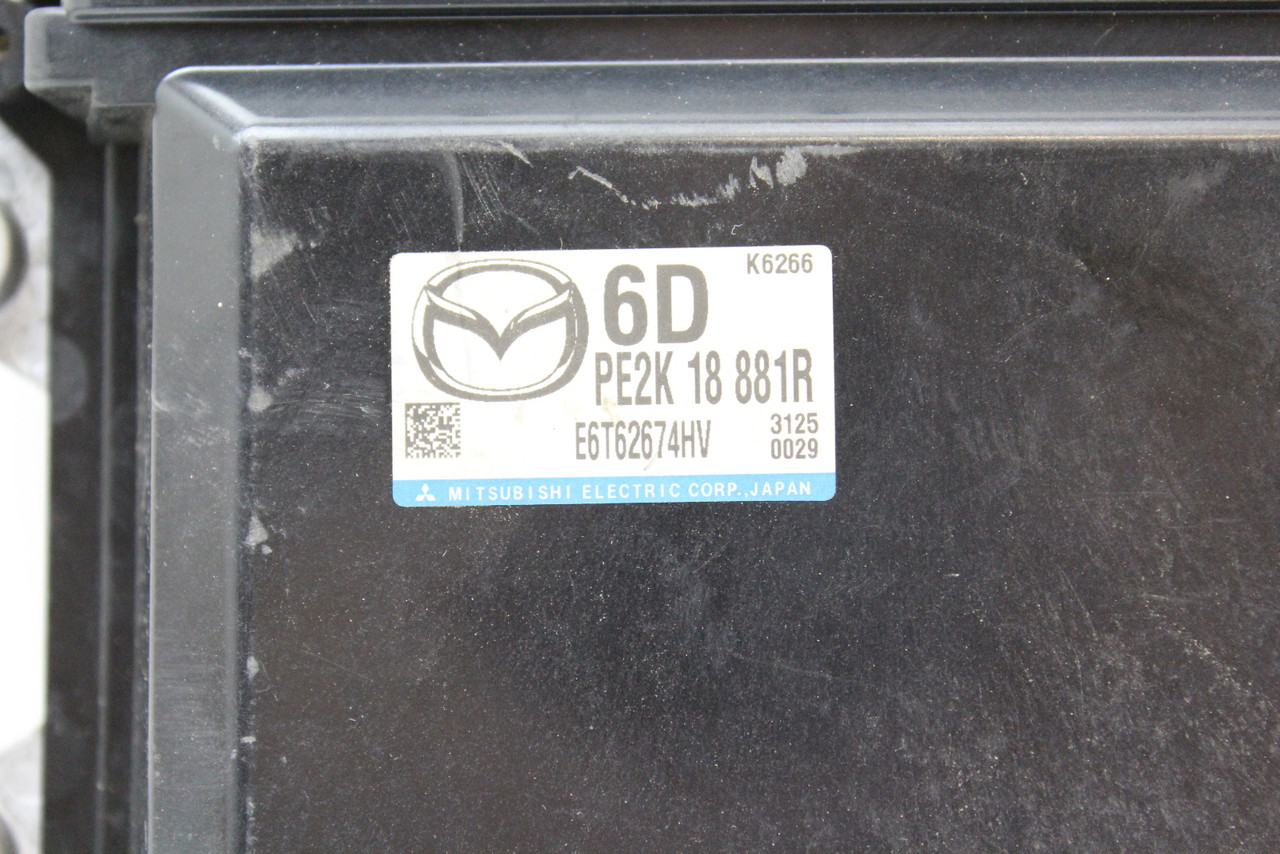 K6266
6D
PE2K 18 881R
E6T62674HV
3125
0029
MITSUBISHI ELECTRIC CORP.,JAPAN